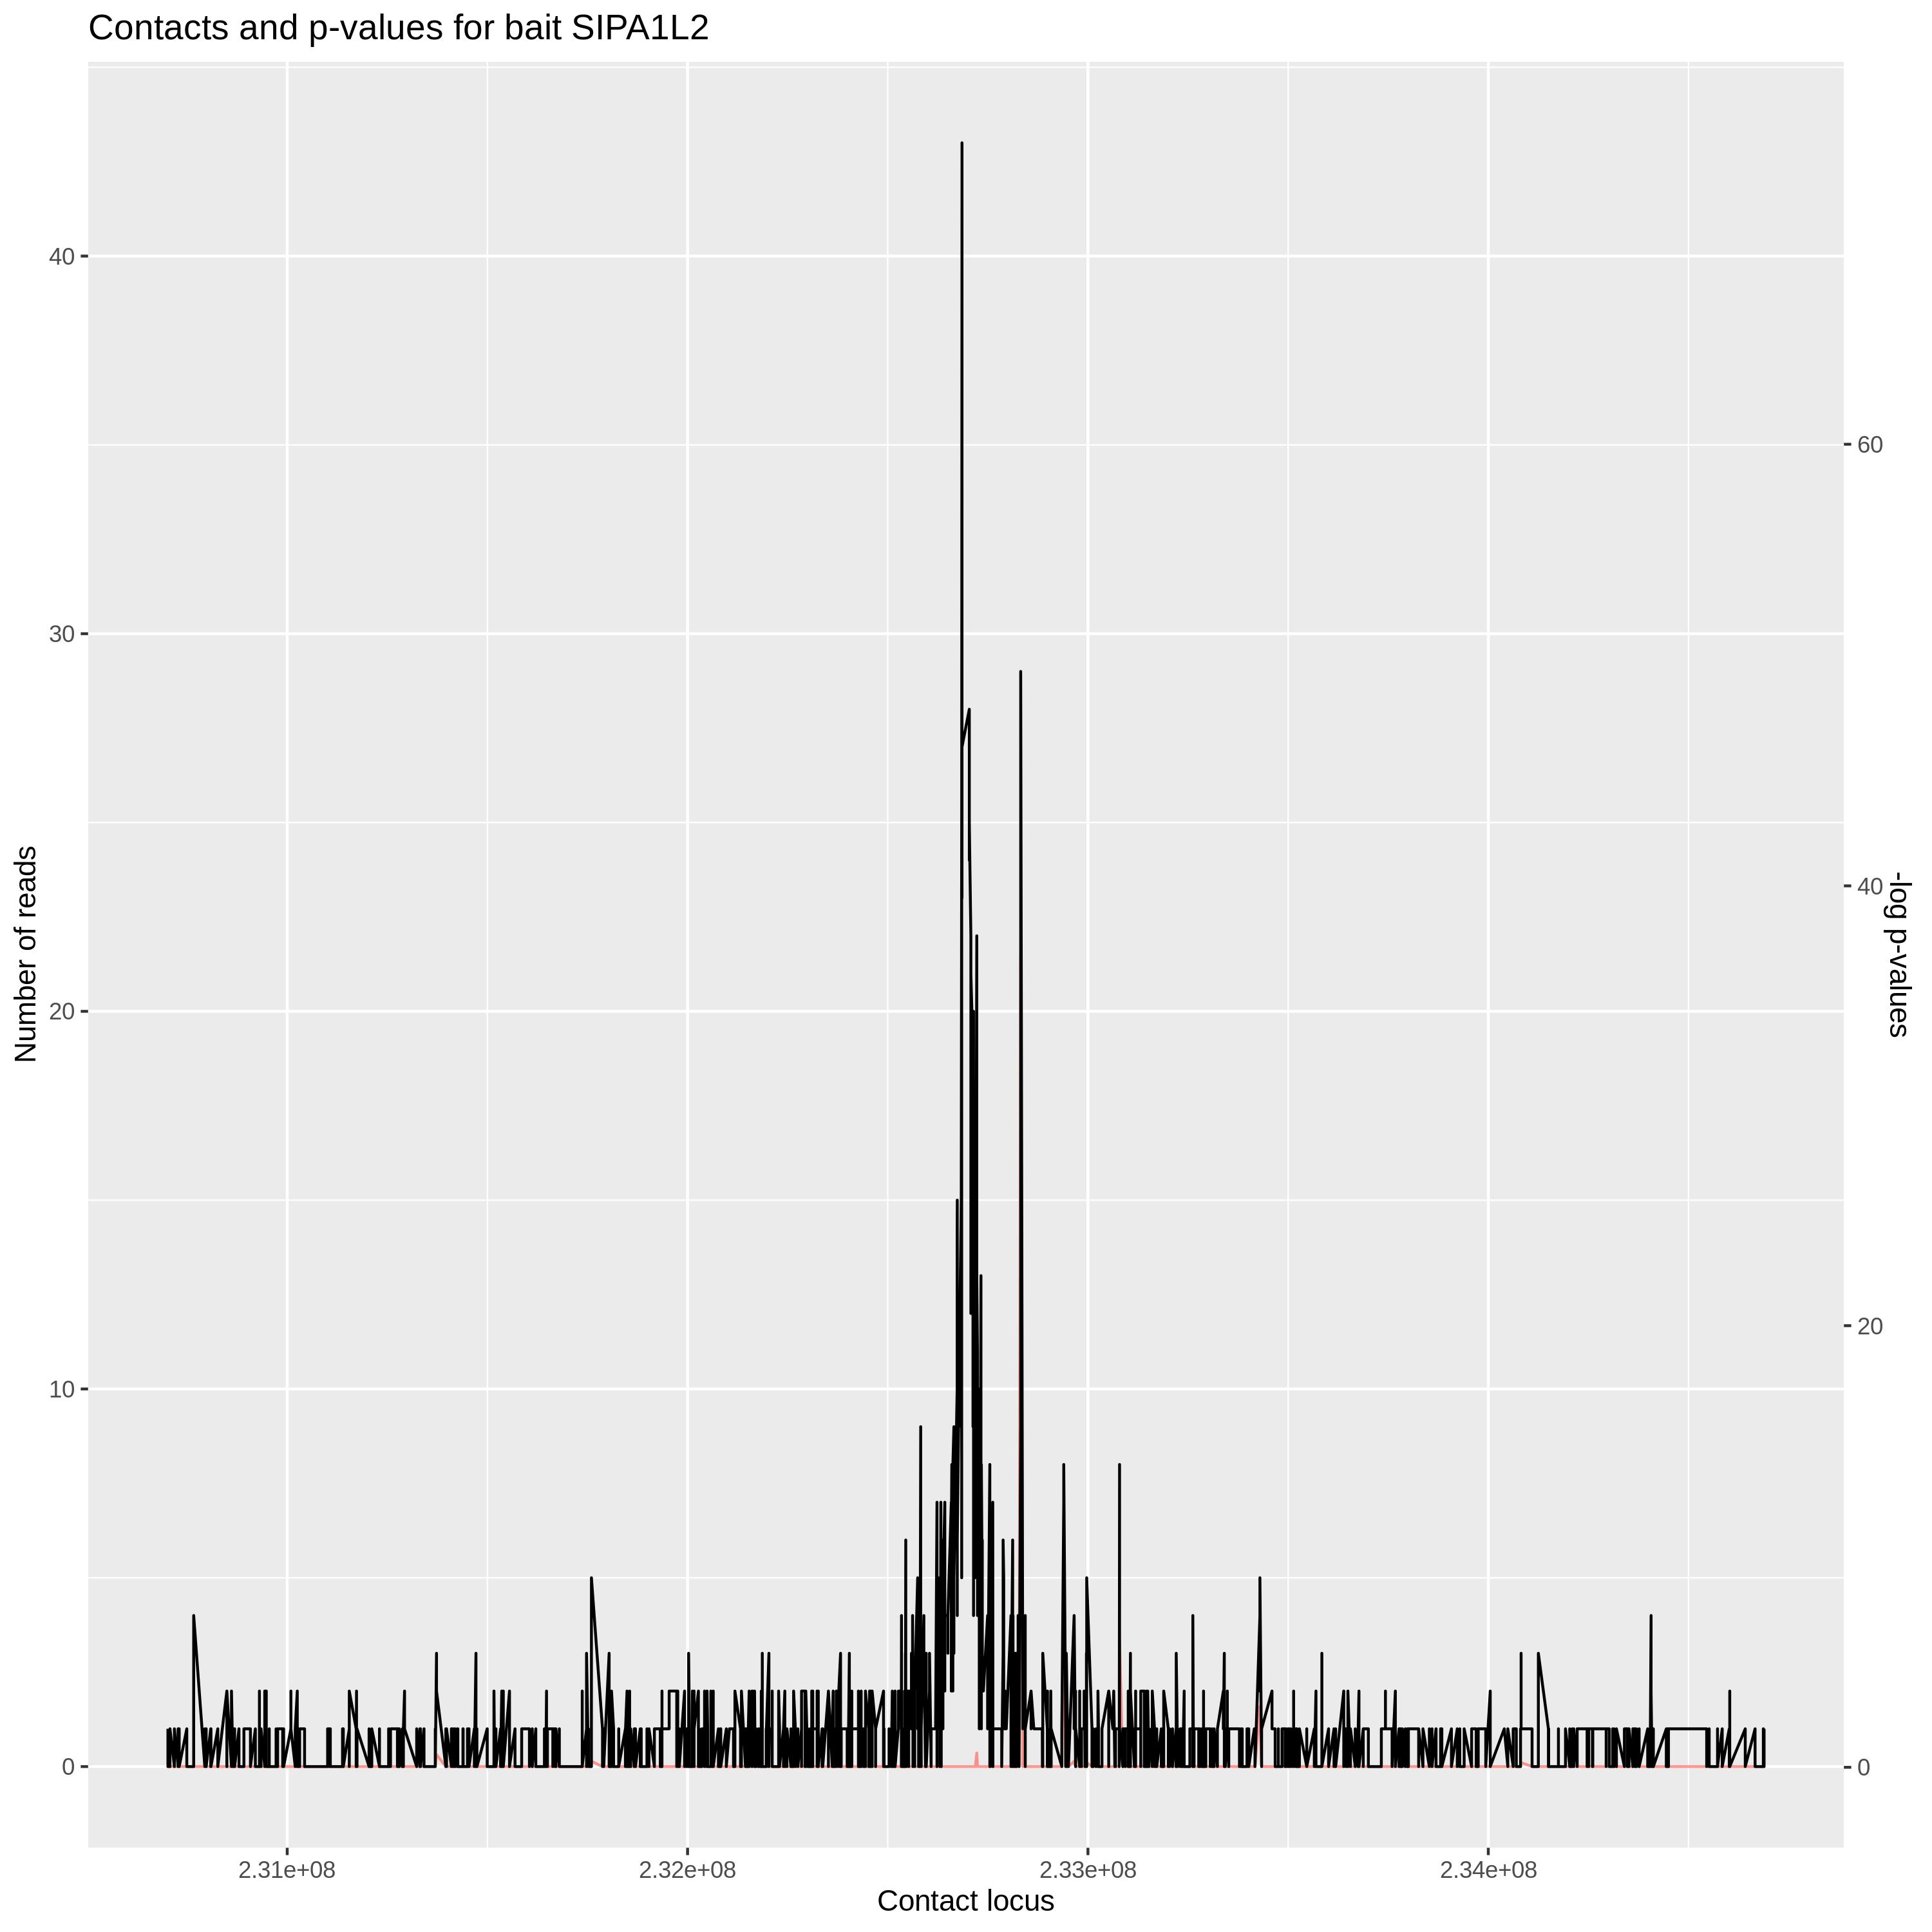 Contacts and p-values for bait SIPA1L2
Number of reads
40
30
20
10
0
60
40
20
0
-log p-values
2.31e+08 2.32e+08 2.33e+08 2.34e+08
Contact locus